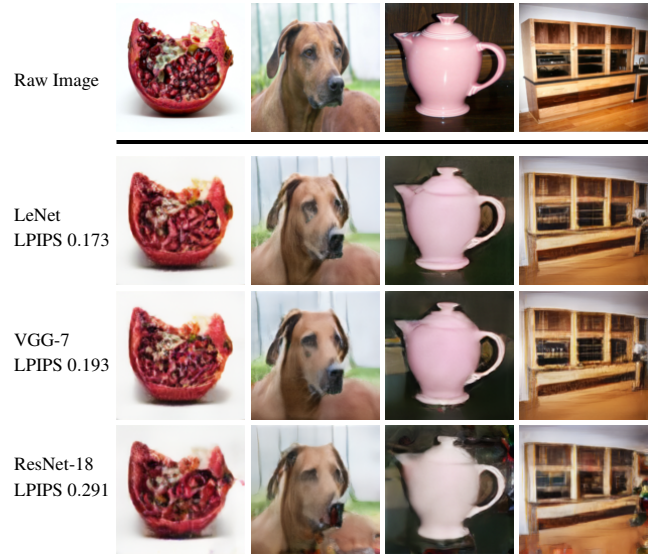 Raw Image
LeNet
LPIPS 0.173
VGG-7
LPIPS 0.193
ResNet-18
LPIPS 0.291